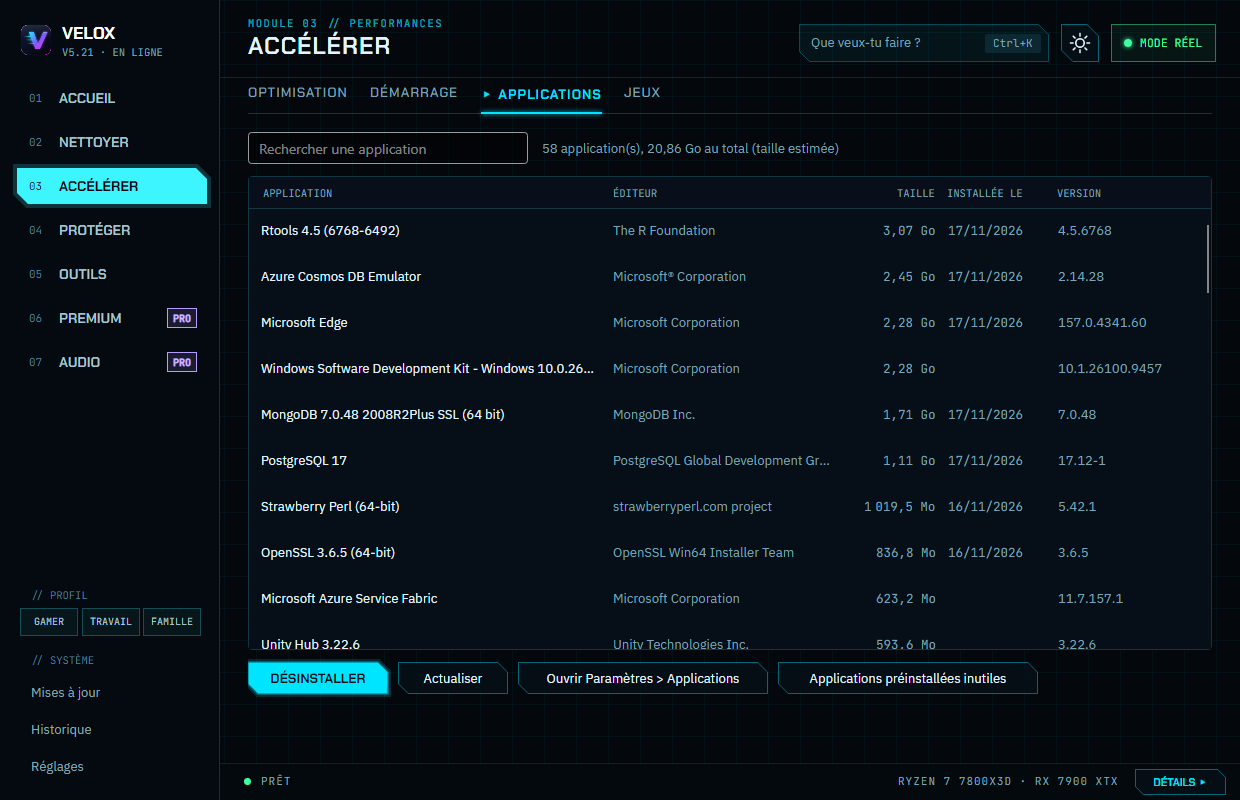 VELOX
V5.21 · EN LIGNE
01 ACCUEIL
02 NETTOYER
03 ACCÉLÉRER
04 PROTÉGER
05 OUTILS
06 PREMIUM PRO
07 AUDIO PRO
// PROFIL
GAMER TRAVAIL FAMILLE
// SYSTÈME
Mises à jour
Historique
Réglages
MODULE 03 // PERFORMANCES
ACCÉLÉRER
Que veux-tu faire ? Ctrl+K
MODE RÉEL
OPTIMISATION DÉMARRAGE ▸ APPLICATIONS JEUX
Rechercher une application
58 application(s), 20,86 Go au total (taille estimée)
APPLICATION ÉDITEUR TAILLE INSTALLÉE LE VERSION
Rtools 4.5 (6768-6492) The R Foundation 3,07 Go 17/11/2026 4.5.6768
Azure Cosmos DB Emulator Microsoft® Corporation 2,45 Go 17/11/2026 2.14.28
Microsoft Edge Microsoft Corporation 2,28 Go 17/11/2026 157.0.4341.60
Windows Software Development Kit - Windows 10.0.26... Microsoft Corporation 2,28 Go 10.1.26100.9457
MongoDB 7.0.48 2008R2Plus SSL (64 bit) MongoDB Inc. 1,71 Go 17/11/2026 7.0.48
PostgreSQL 17 PostgreSQL Global Development Gr... 1,11 Go 17/11/2026 17.12-1
Strawberry Perl (64-bit) strawberryperl.com project 1 019,5 Mo 16/11/2026 5.42.1
OpenSSL 3.6.5 (64-bit) OpenSSL Win64 Installer Team 836,8 Mo 16/11/2026 3.6.5
Microsoft Azure Service Fabric Microsoft Corporation 623,2 Mo 11.7.157.1
Unity Hub 3.22.6 Unity Technologies Inc. 593,6 Mo 3.22.6
DÉSINSTALLER Actualiser Ouvrir Paramètres > Applications Applications préinstallées inutiles
PRÊT
RYZEN 7 7800X3D · RX 7900 XTX DÉTAILS ▸